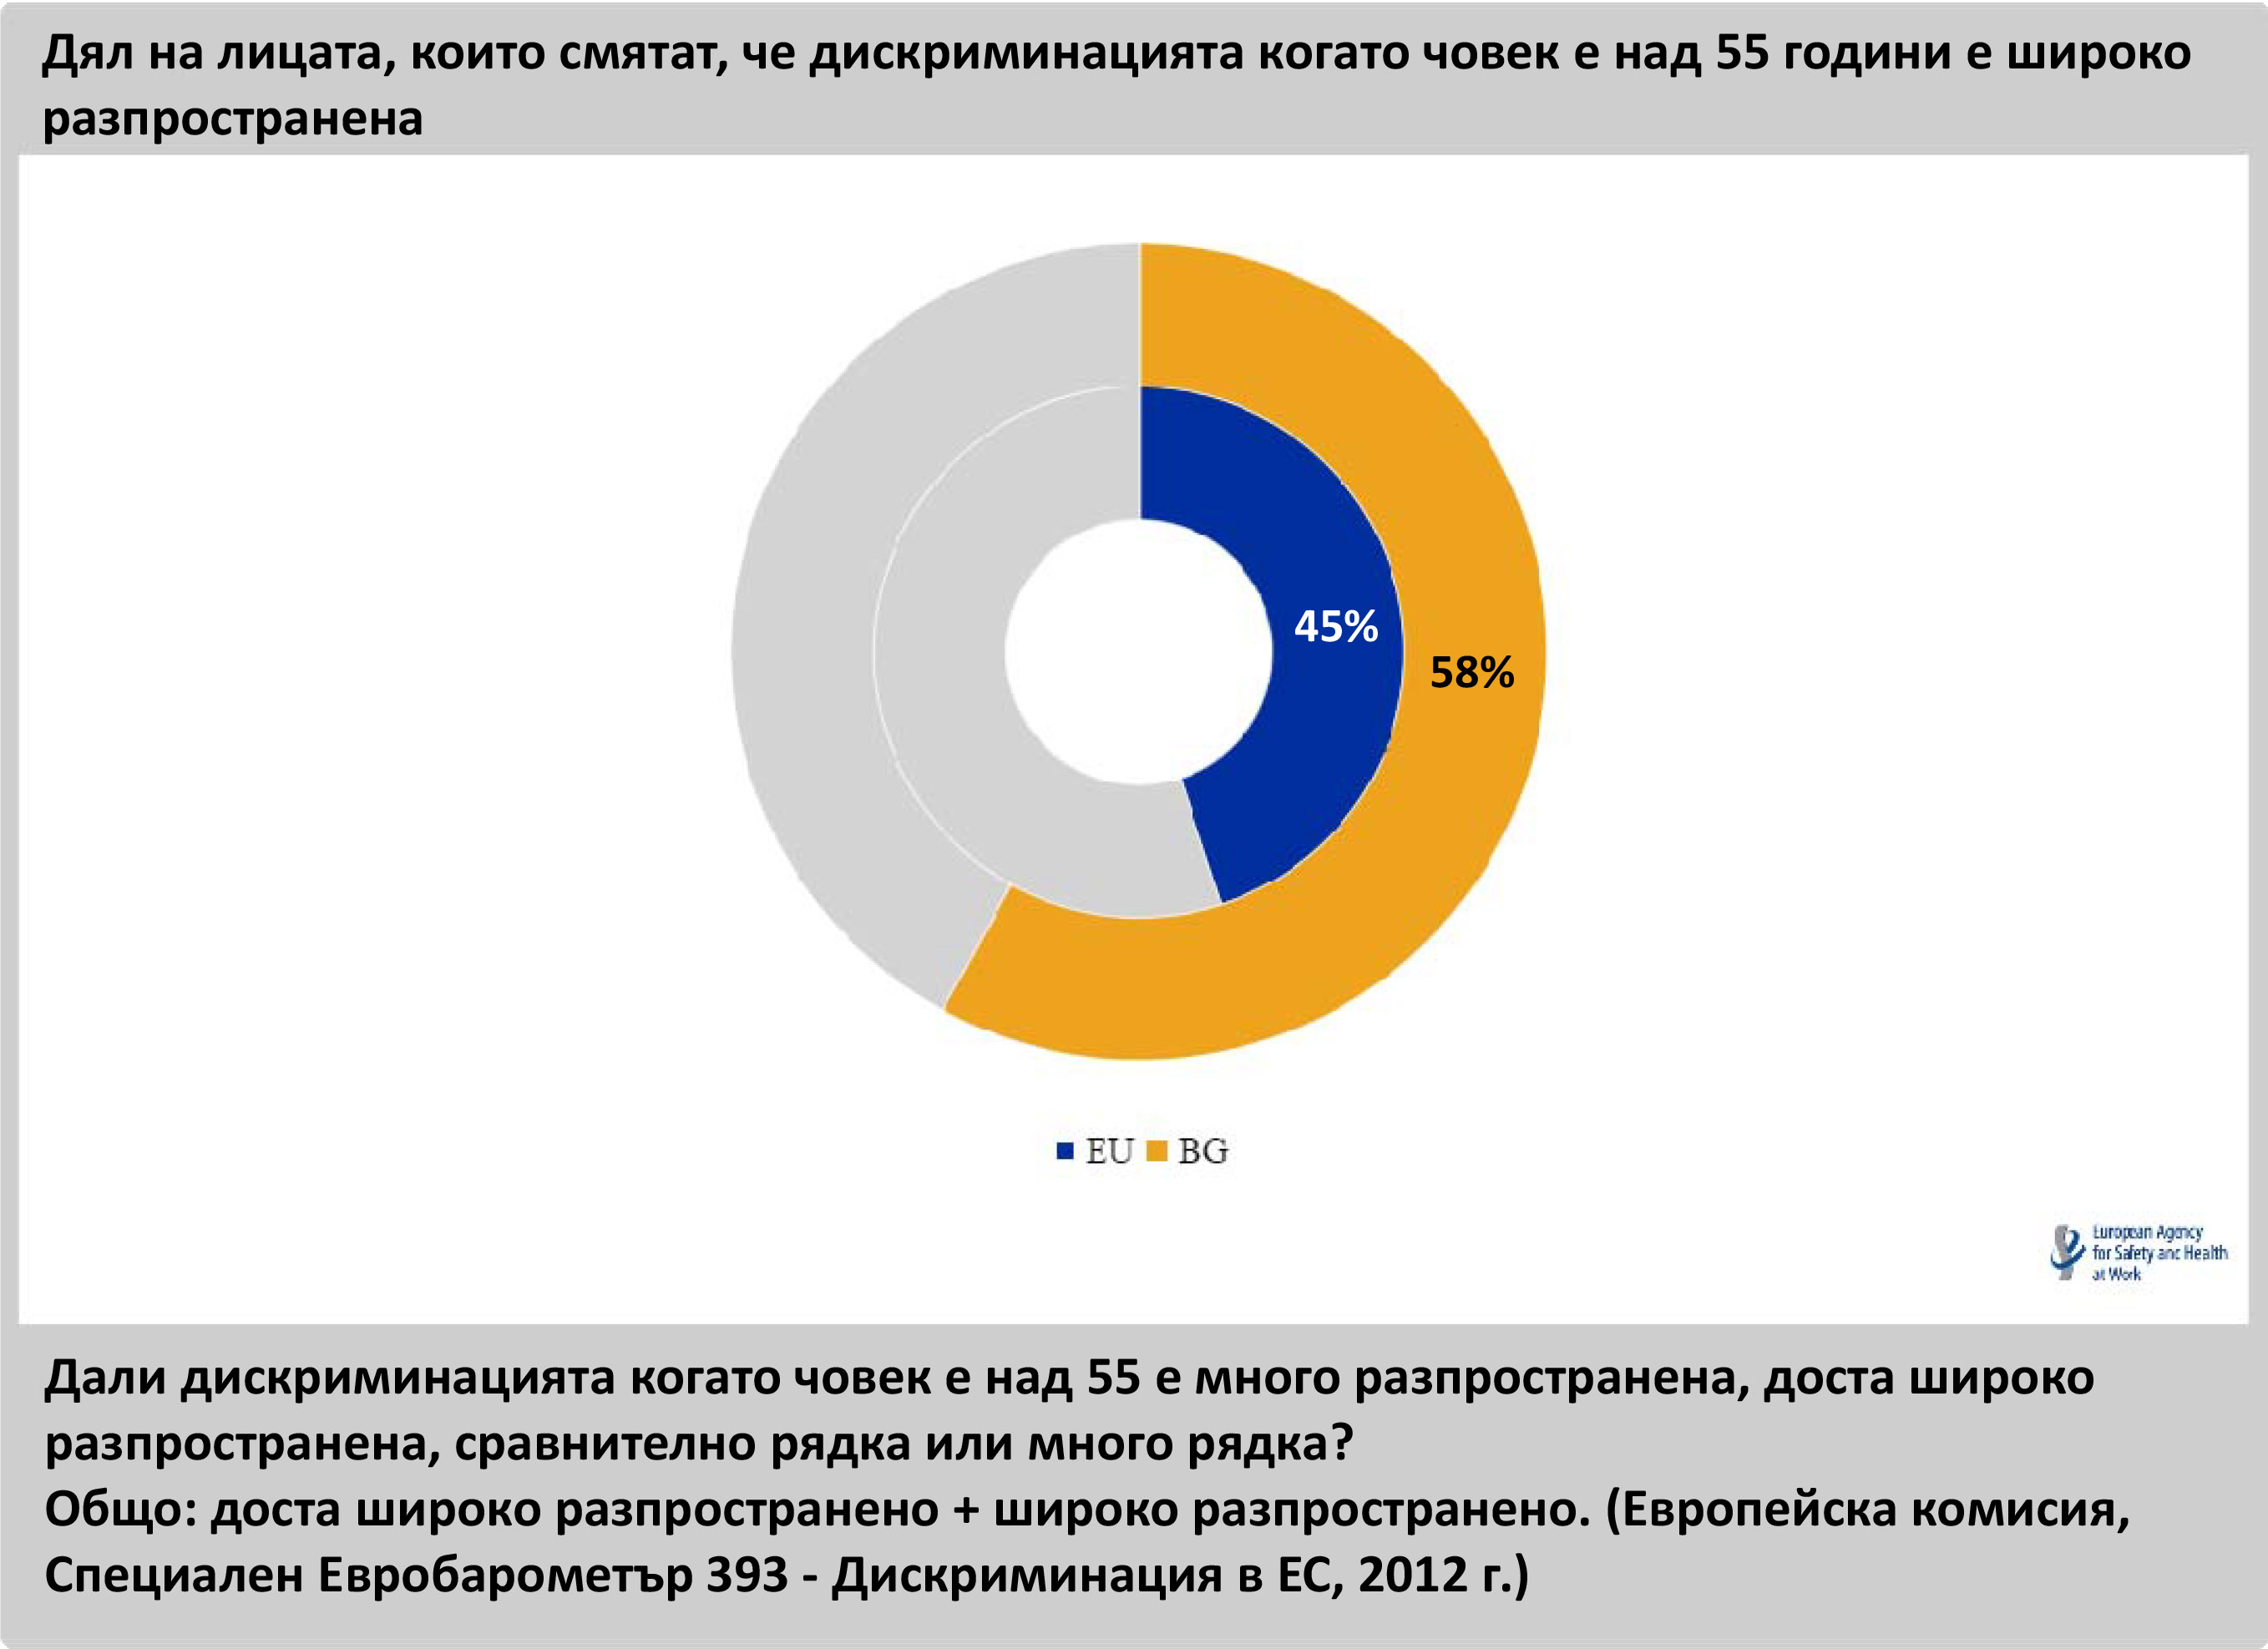 Дял на лицата, които смятат, че дискриминацията когато човек е над 55 години е широко
разпространена
45%
58%
EU BG
European Agency
for Safety and Health
at Work
Дали дискриминацията когато човек е над 55 е много разпространена, доста широко
разпространена, сравнително рядка или много рядка?
Общо: доста широко разпространено + широко разпространено. (Европейска комисия,
Специален Евробарометър 393 - Дискриминация в ЕС, 2012 г.)